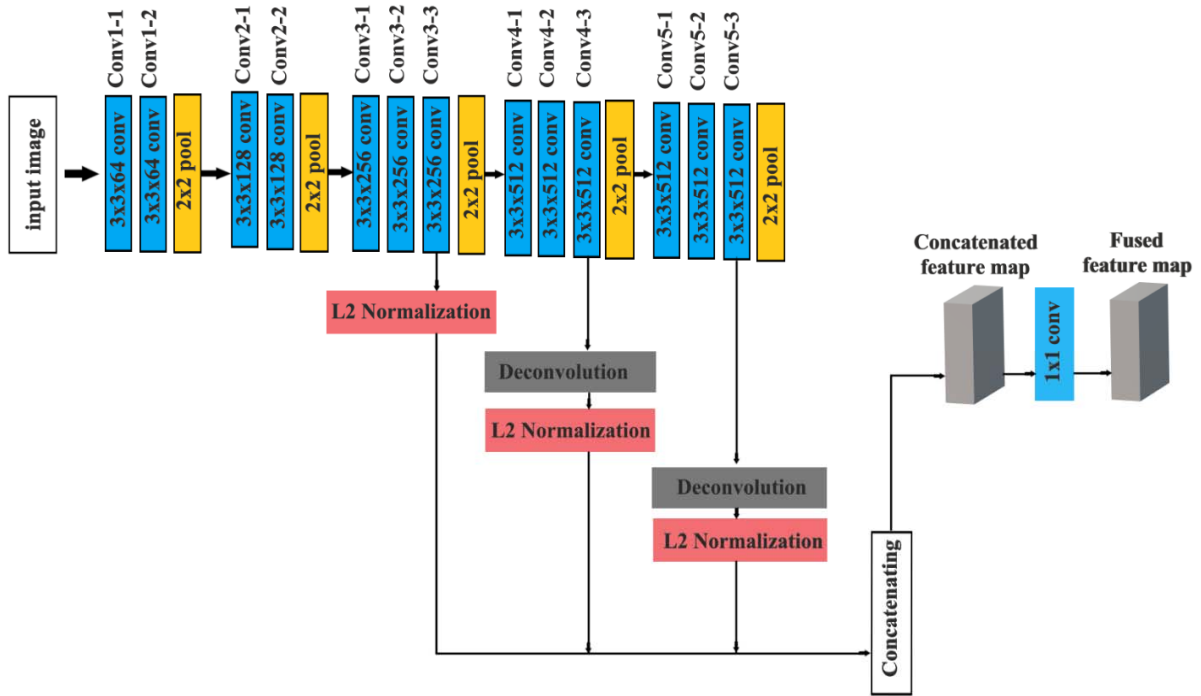 Conv1-1
Conv1-2
Conv2-1
Conv2-2
Conv3-1
Conv3-2
Conv3-3
Conv4-1
Conv4-2
Conv4-3
Conv5-1
Conv5-2
Conv5-3
input image
3x3x64 conv
3x3x64 conv
2x2 pool
3x3x128 conv
3x3x128 conv
2x2 pool
3x3x256 conv
3x3x256 conv
3x3x256 conv
2x2 pool
3x3x512 conv
3x3x512 conv
3x3x512 conv
2x2 pool
3x3x512 conv
3x3x512 conv
3x3x512 conv
2x2 pool
L2 Normalization
Deconvolution
L2 Normalization
Deconvolution
L2 Normalization
Concatenating
Concatenated
feature map
1x1 conv
Fused
feature map